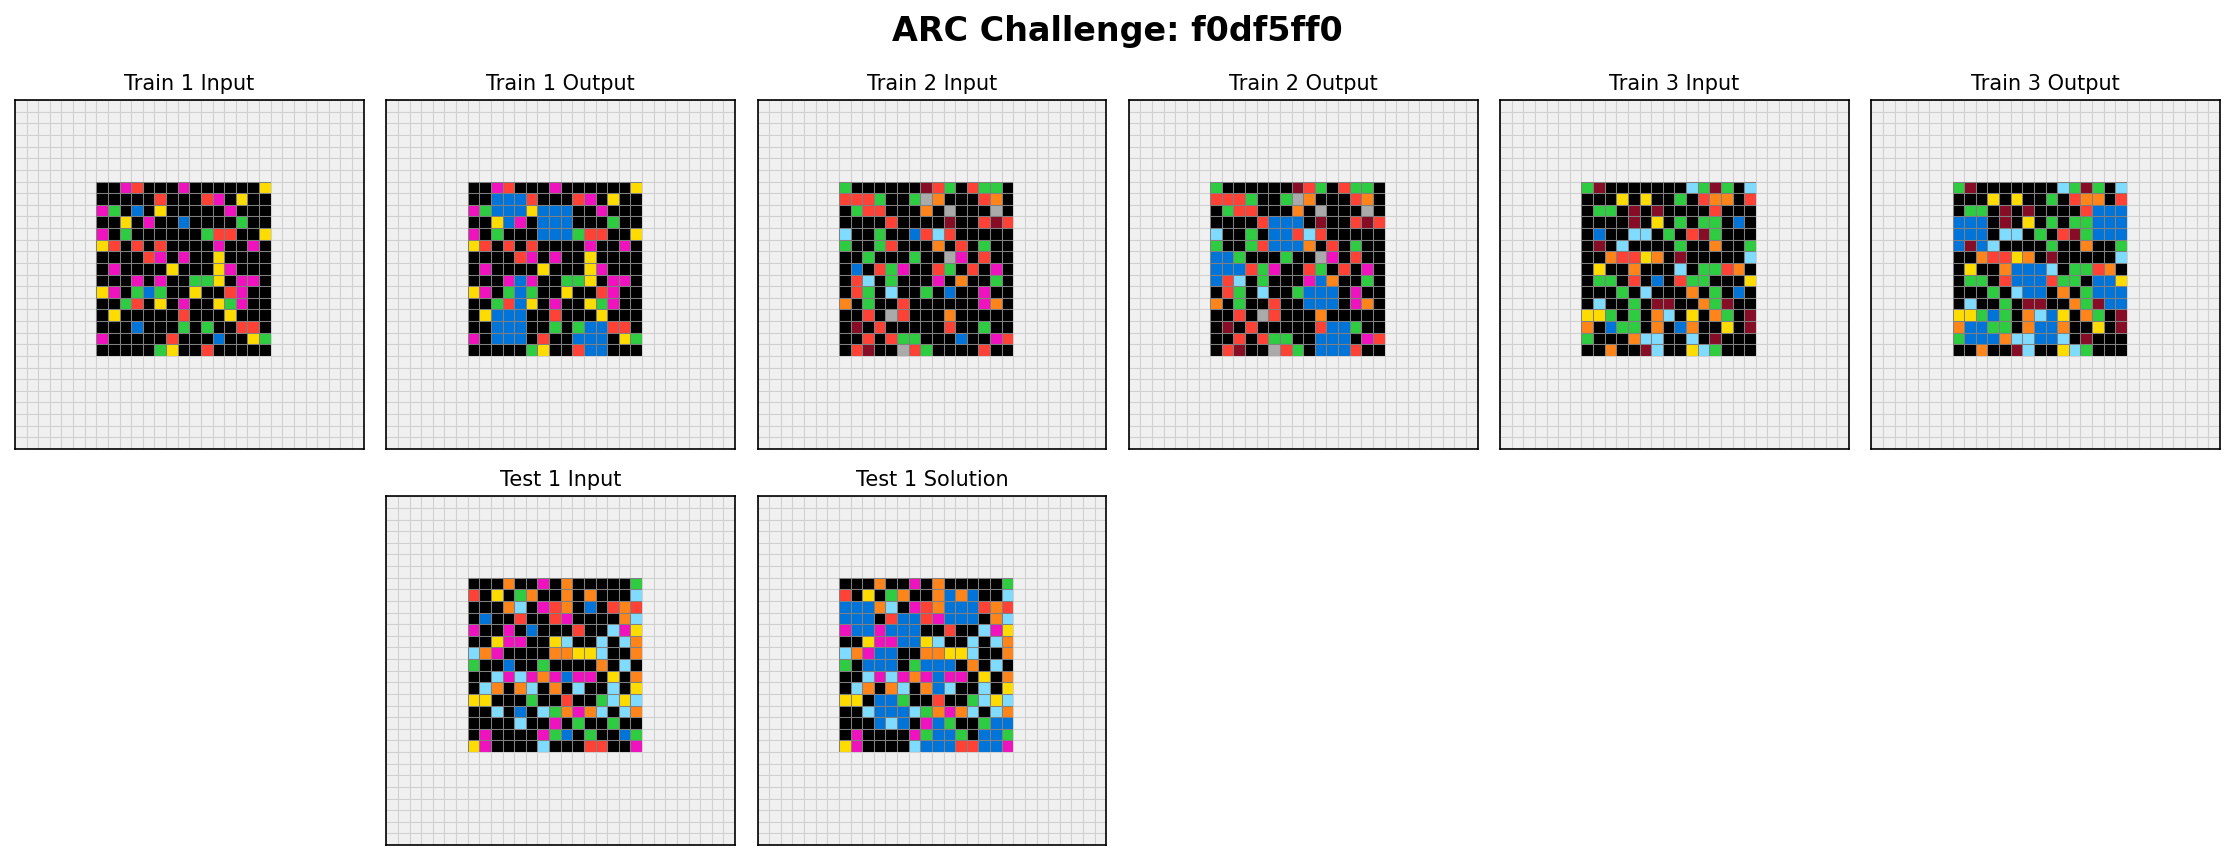 ARC Challenge: f0df5ff0
Train 1 Input
Train 1 Output
Train 2 Input
Train 2 Output
Train 3 Input
Train 3 Output
Test 1 Input
Test 1 Solution